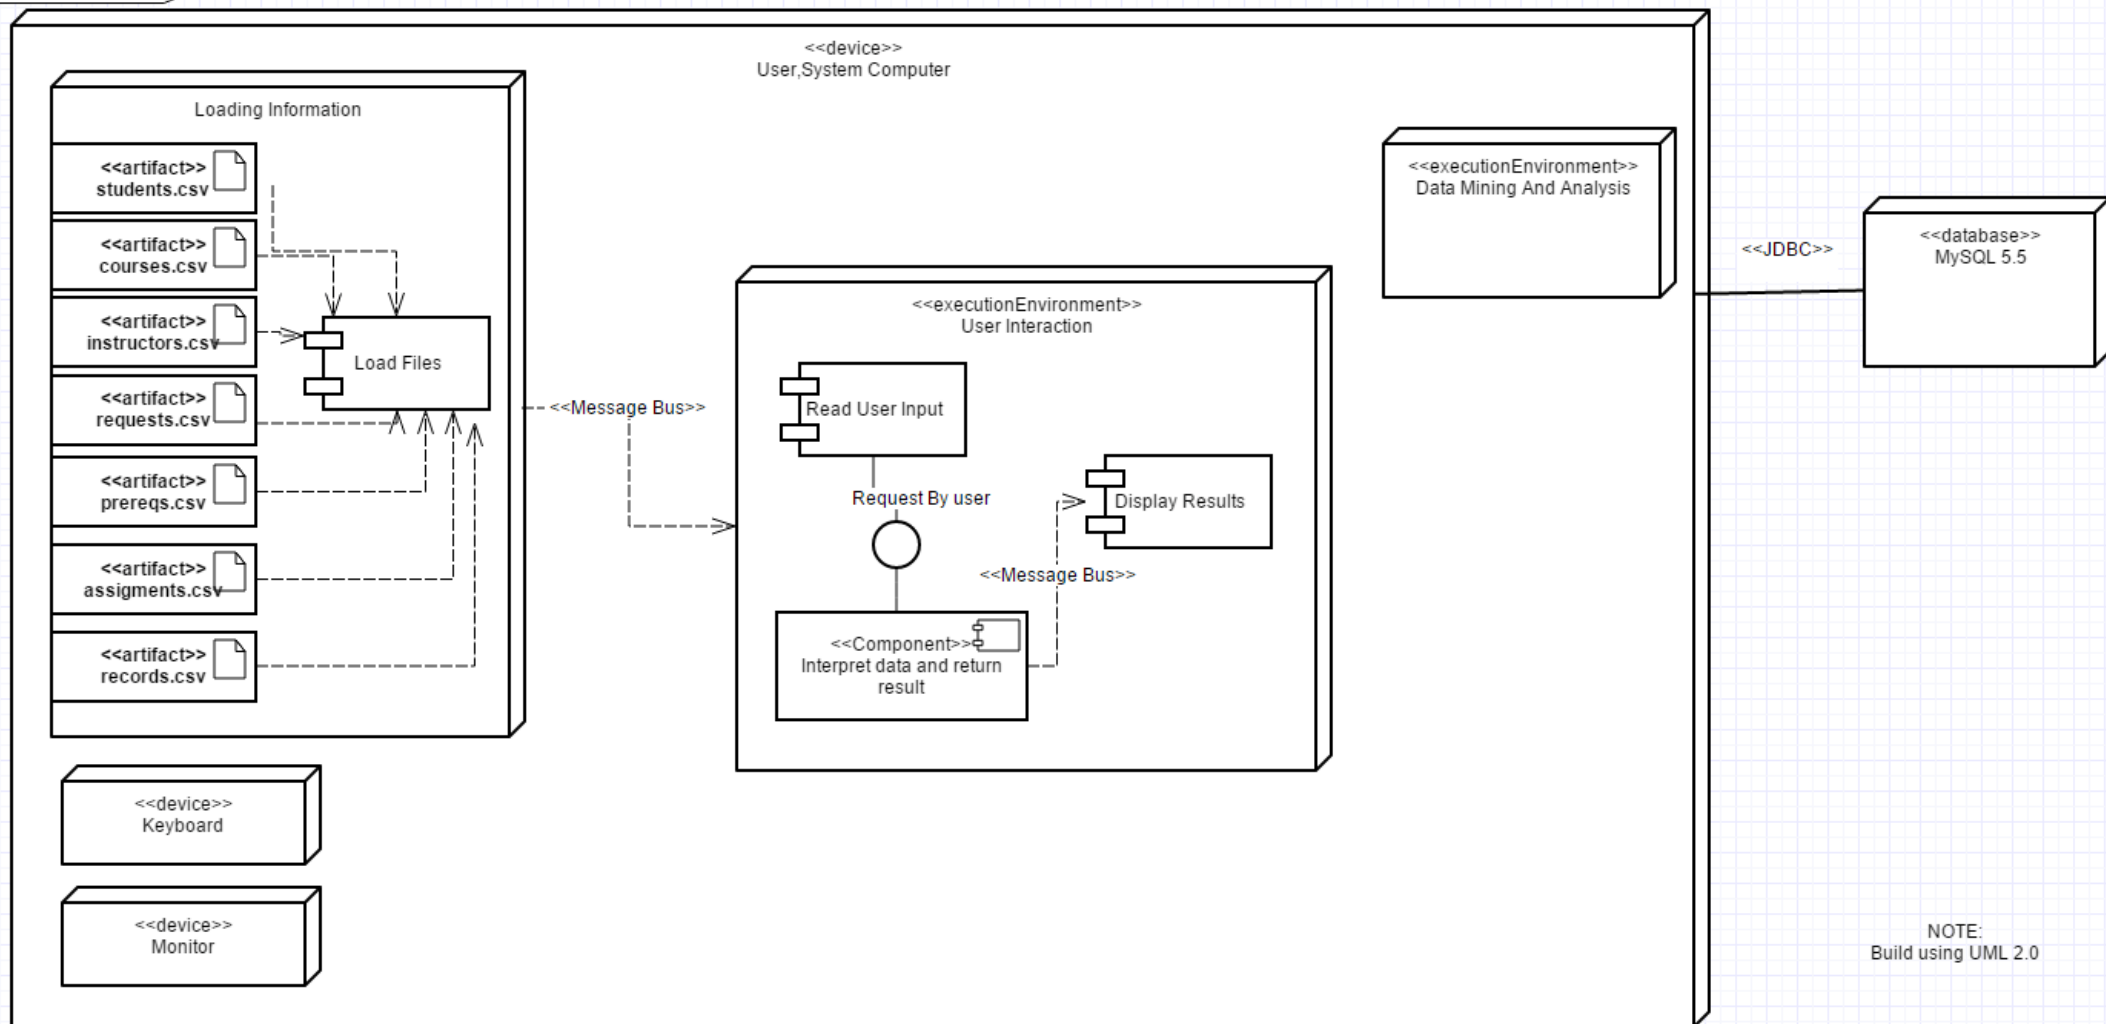 <<device>>
User,System Computer
Loading Information
<<artifact>>
students.csv
<<artifact>>
courses.csv
<<artifact>>
instructors.csv
<<artifact>>
requests.csv
<<artifact>>
prereqs.csv
<<artifact>>
assigments.csv
<<artifact>>
records.csv
Load Files
<<Message Bus>>
<<executionEnvironment>>
User Interaction
Read User Input
Request By user
Display Results
<<Message Bus>>
<<Component>>
Interpret data and return
result
<<executionEnvironment>>
Data Mining And Analysis
<<JDBC>>
<<database>>
MySQL 5.5
<<device>>
Keyboard
<<device>>
Monitor
NOTE:
Build using UML 2.0